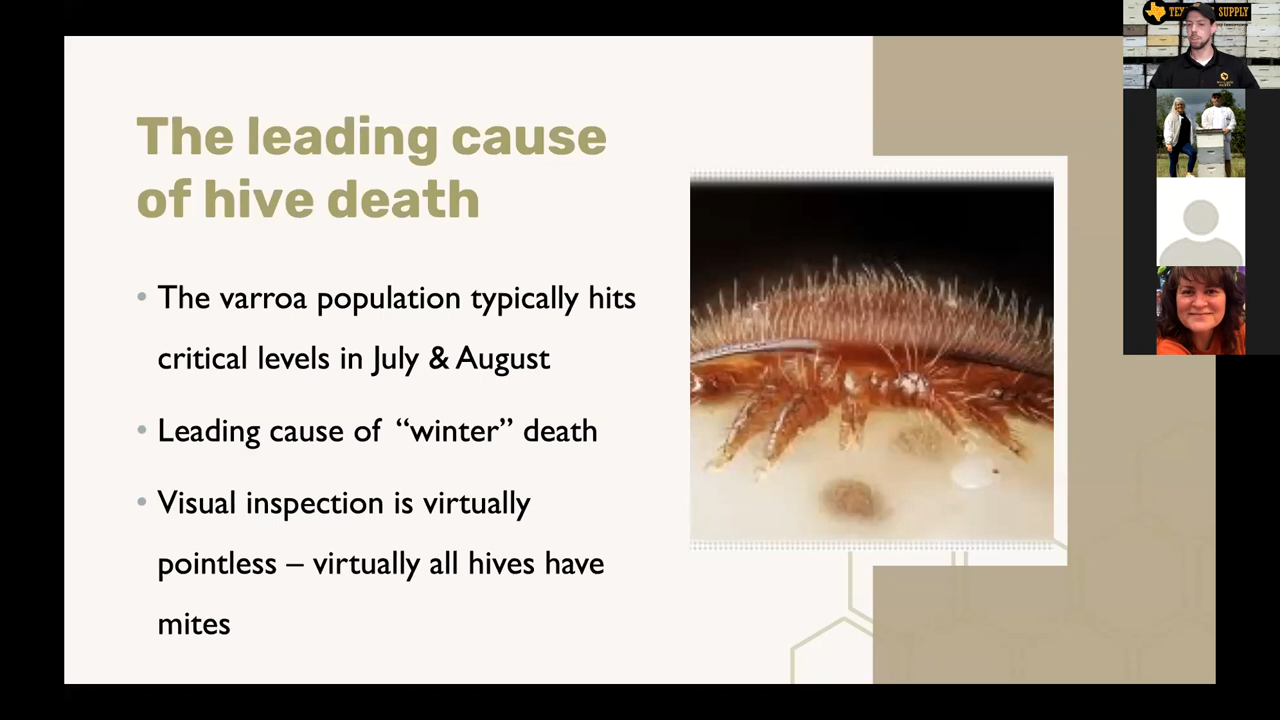 The leading cause
of hive death
• The varroa population typically hits
critical levels in July & August
• Leading cause of “winter” death
• Visual inspection is virtually
pointless – virtually all hives have
mites
SUPPLY